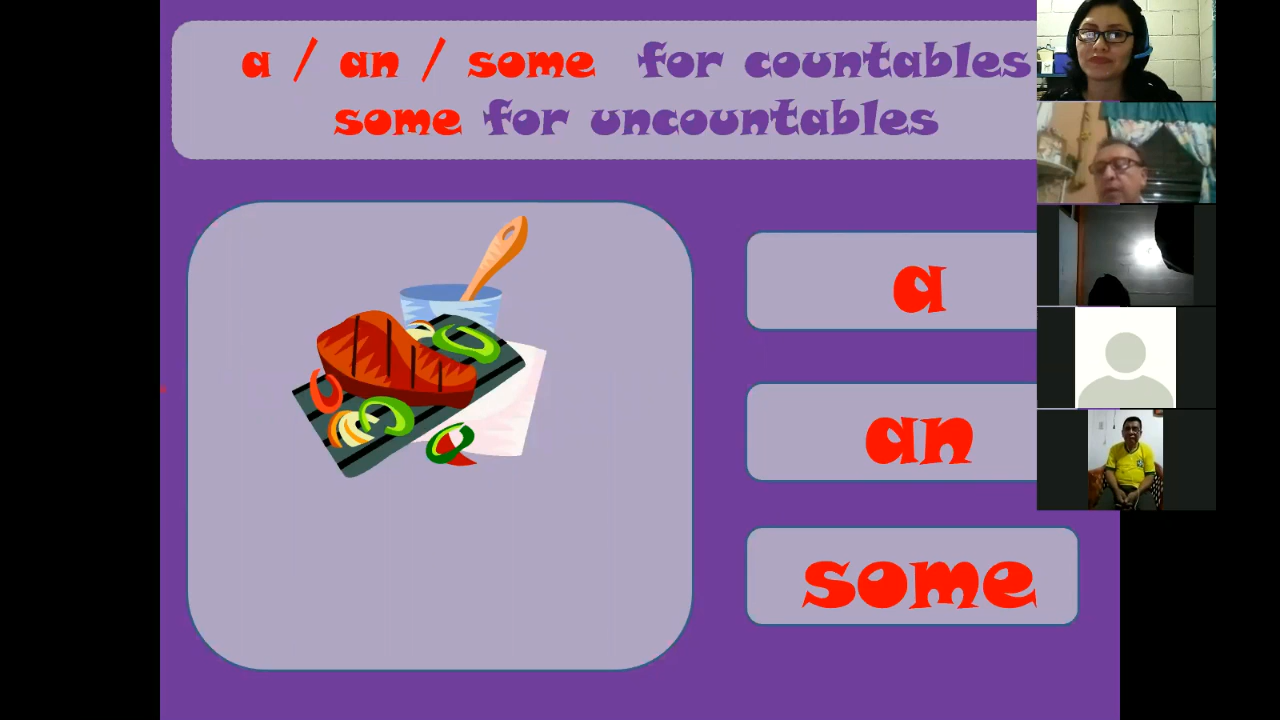 a / an / some for countables
some for uncountables
a
an
some